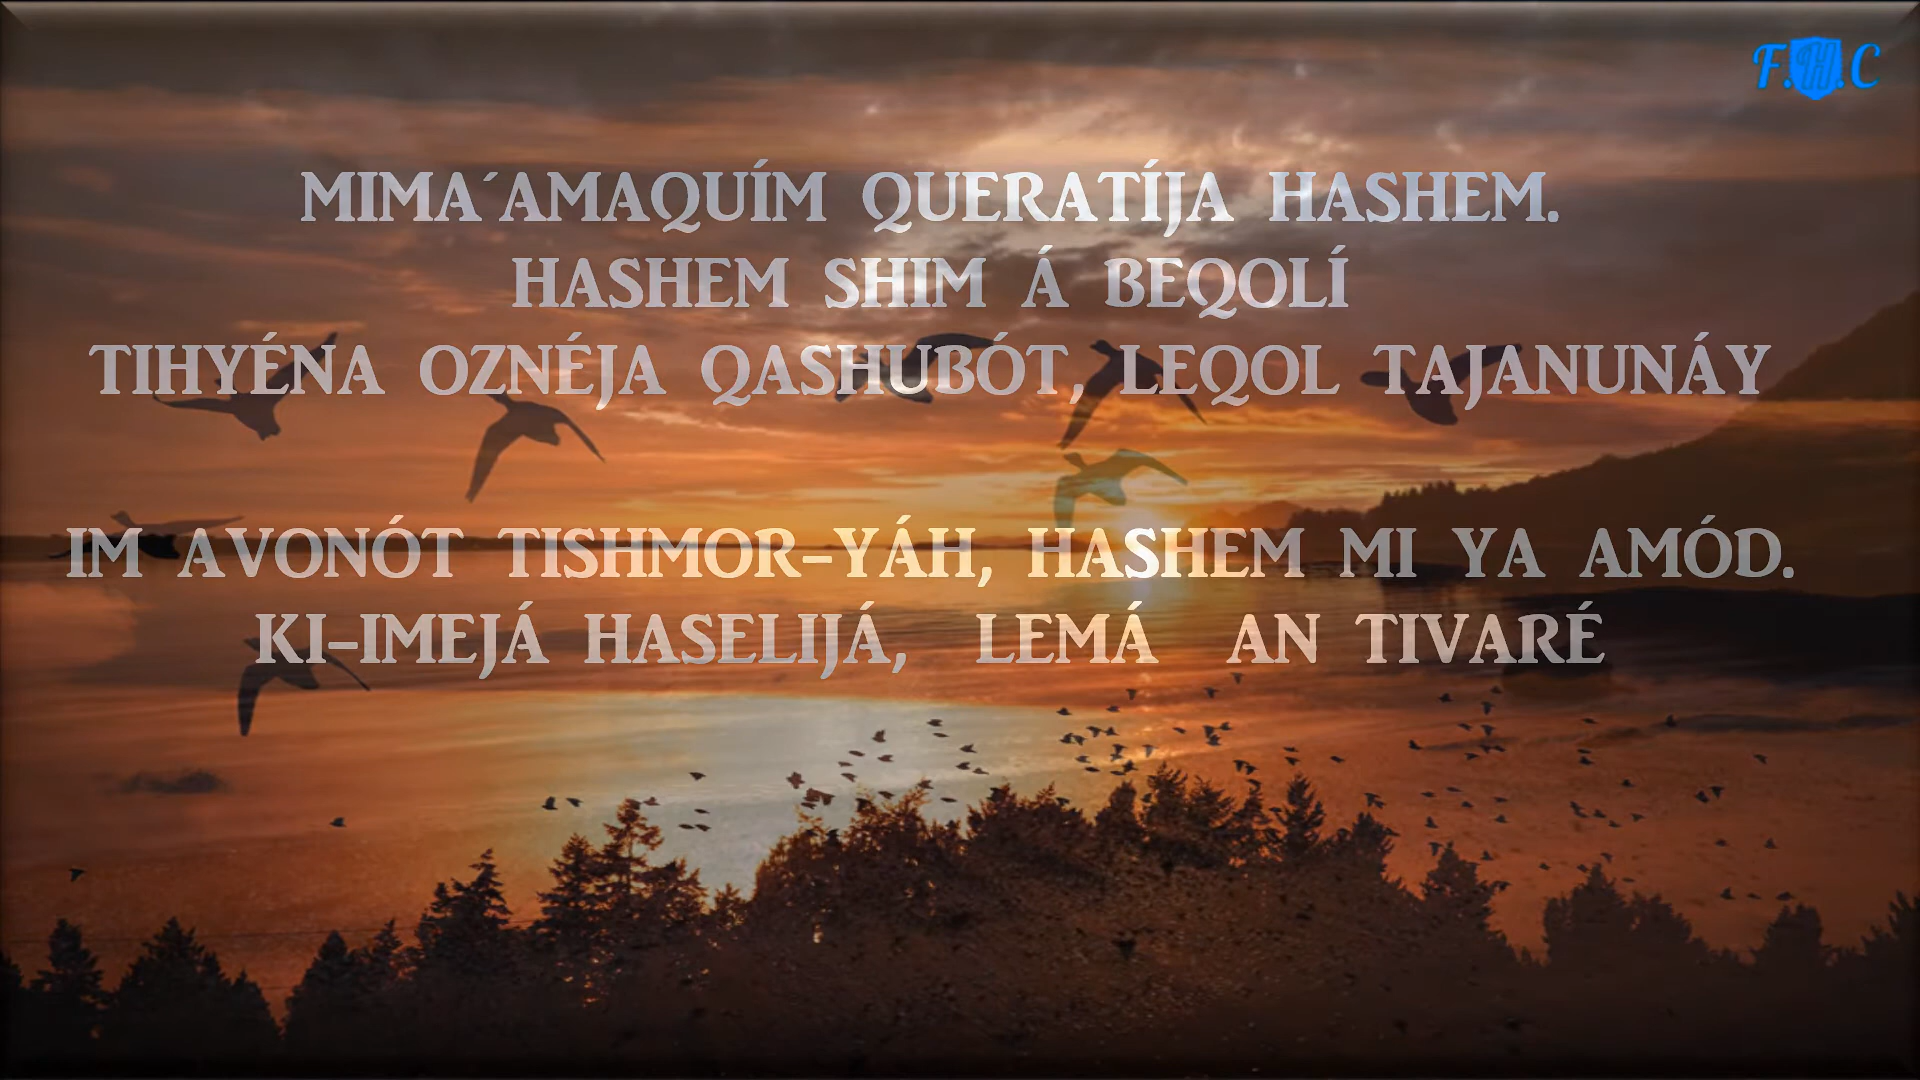 F.H.C
MIMA´AMAQUÍM QUERATÍJA HASHEM.
HASHEM SHIM Á BEQOLÍ
TIHYÉNA OZNÉJA QASHUBÓT, LEQOL TAJANUNÁY
IM AVONÓT TISHMOR-YÁH, HASHEM MI YA AMÓD.
KI-IMEJÁ HASELIJÁ, LEMÁ AN TIVARÉ